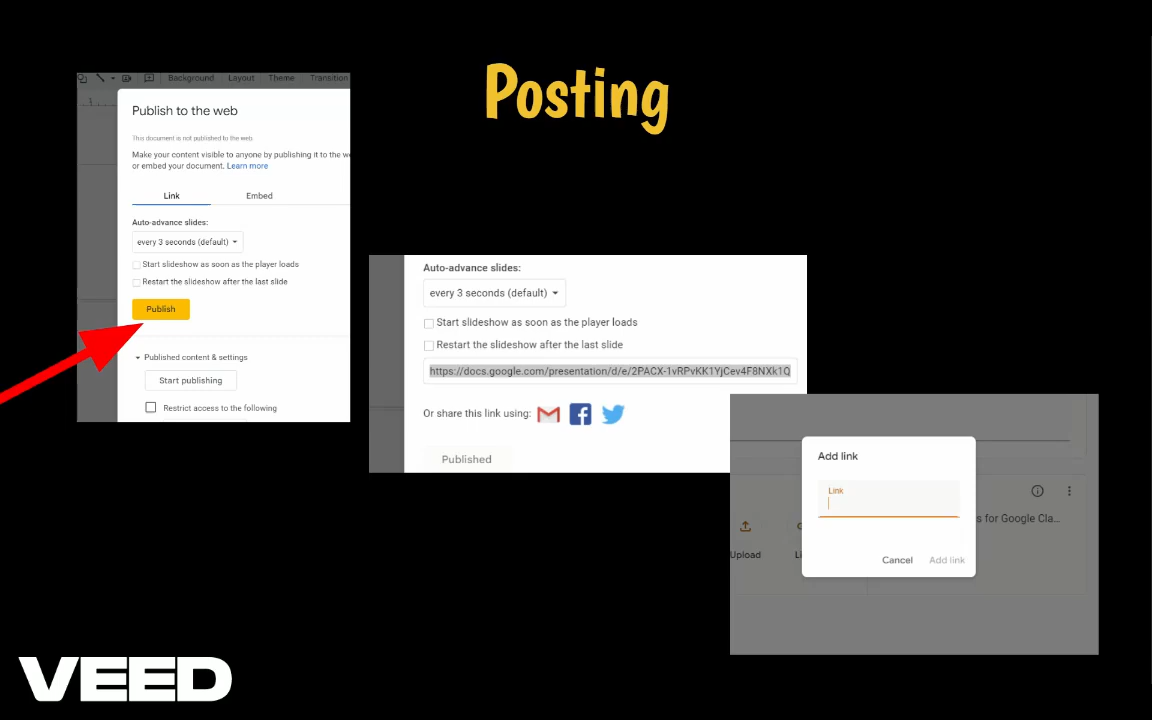 Posting
Background Layout Theme Transition
Publish to the web
This document is not published to the web.
Make your content visible to anyone by publishing it to the
or embed your document. Learn more
Link Embed
Auto-advance slides:
every 3 seconds (default)
Start slideshow as soon as the player loads
Restart the slideshow after the last slide
Publish
Published content & settings
Start publishing
Restrict access to the following
Auto-advance slides:
every 3 seconds (default)
Start slideshow as soon as the player loads
Restart the slideshow after the last slide
https://docs.google.com/presentation/d/e/2PACX-1vRPvKK1YjCev4F8NXk1Q
Or share this link using:
Published
Add link
Link
s for Google Cla...
Upload
Cancel Add link
VEED